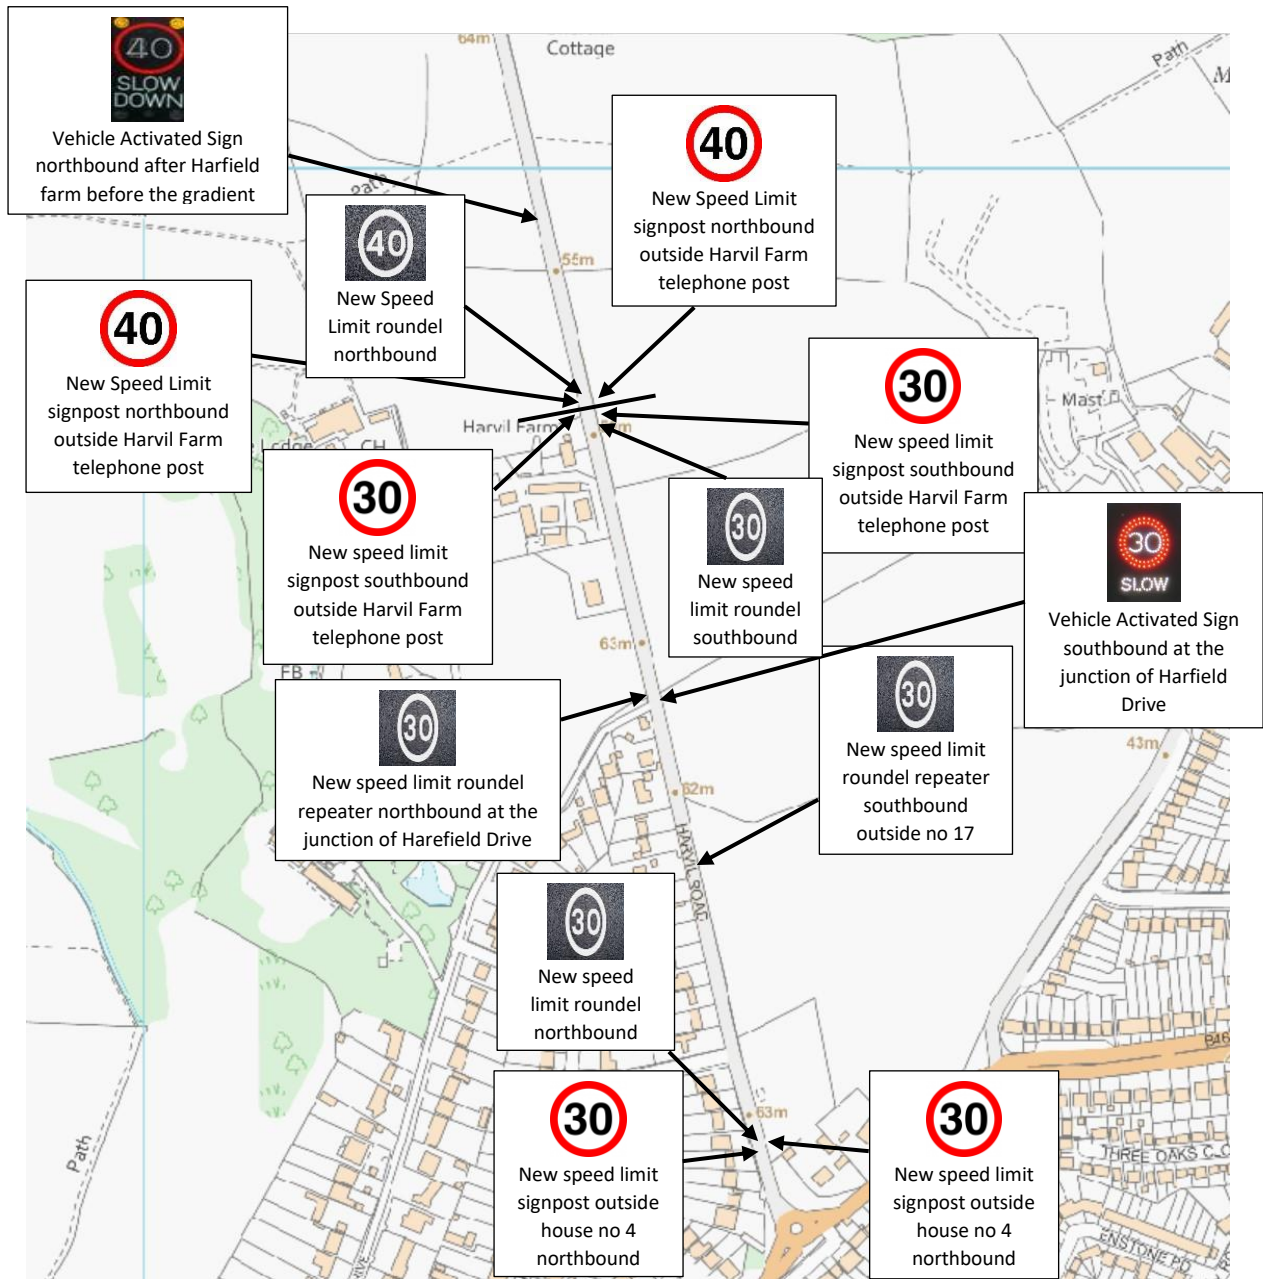 40
SLOW
DOWN
Vehicle Activated Sign
northbound after Harfield
farm before the gradient
64m
Cottage
Path
40
New Speed Limit
signpost northbound
outside Harvil Farm
telephone post
Path
40
New Speed
Limit roundel
northbound
55m
40
New Speed Limit
signpost northbound
outside Harvil Farm
telephone post
30
New speed limit
signpost southbound
outside Harvil Farm
telephone post
Mast
Harvil Farm
CH
30
New speed limit
signpost southbound
outside Harvil Farm
telephone post
30
New speed
limit roundel
southbound
30
SLOW
Vehicle Activated Sign
southbound at the
junction of Harfield
Drive
63m
FB
30
New speed limit roundel
repeater northbound at the
junction of Harefield Drive
30
New speed limit
roundel repeater
southbound
outside no 17
43m
62m
HARVIL ROAD
30
New speed
limit roundel
northbound
B46
63m
30
New speed limit
signpost outside
house no 4
northbound
30
New speed limit
signpost outside
house no 4
northbound
Path
THREE OAKS C
ENSTONE